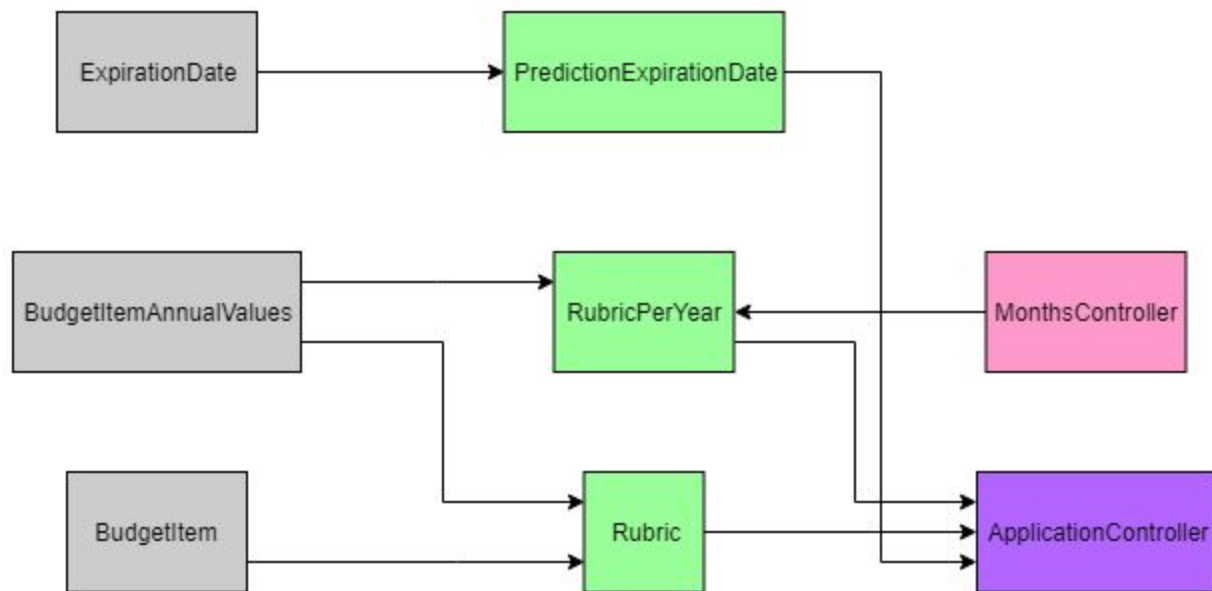 ExpirationDate
PredictionExpirationDate
BudgetItemAnnualValues
RubricPerYear
MonthsController
BudgetItem
Rubric
ApplicationController